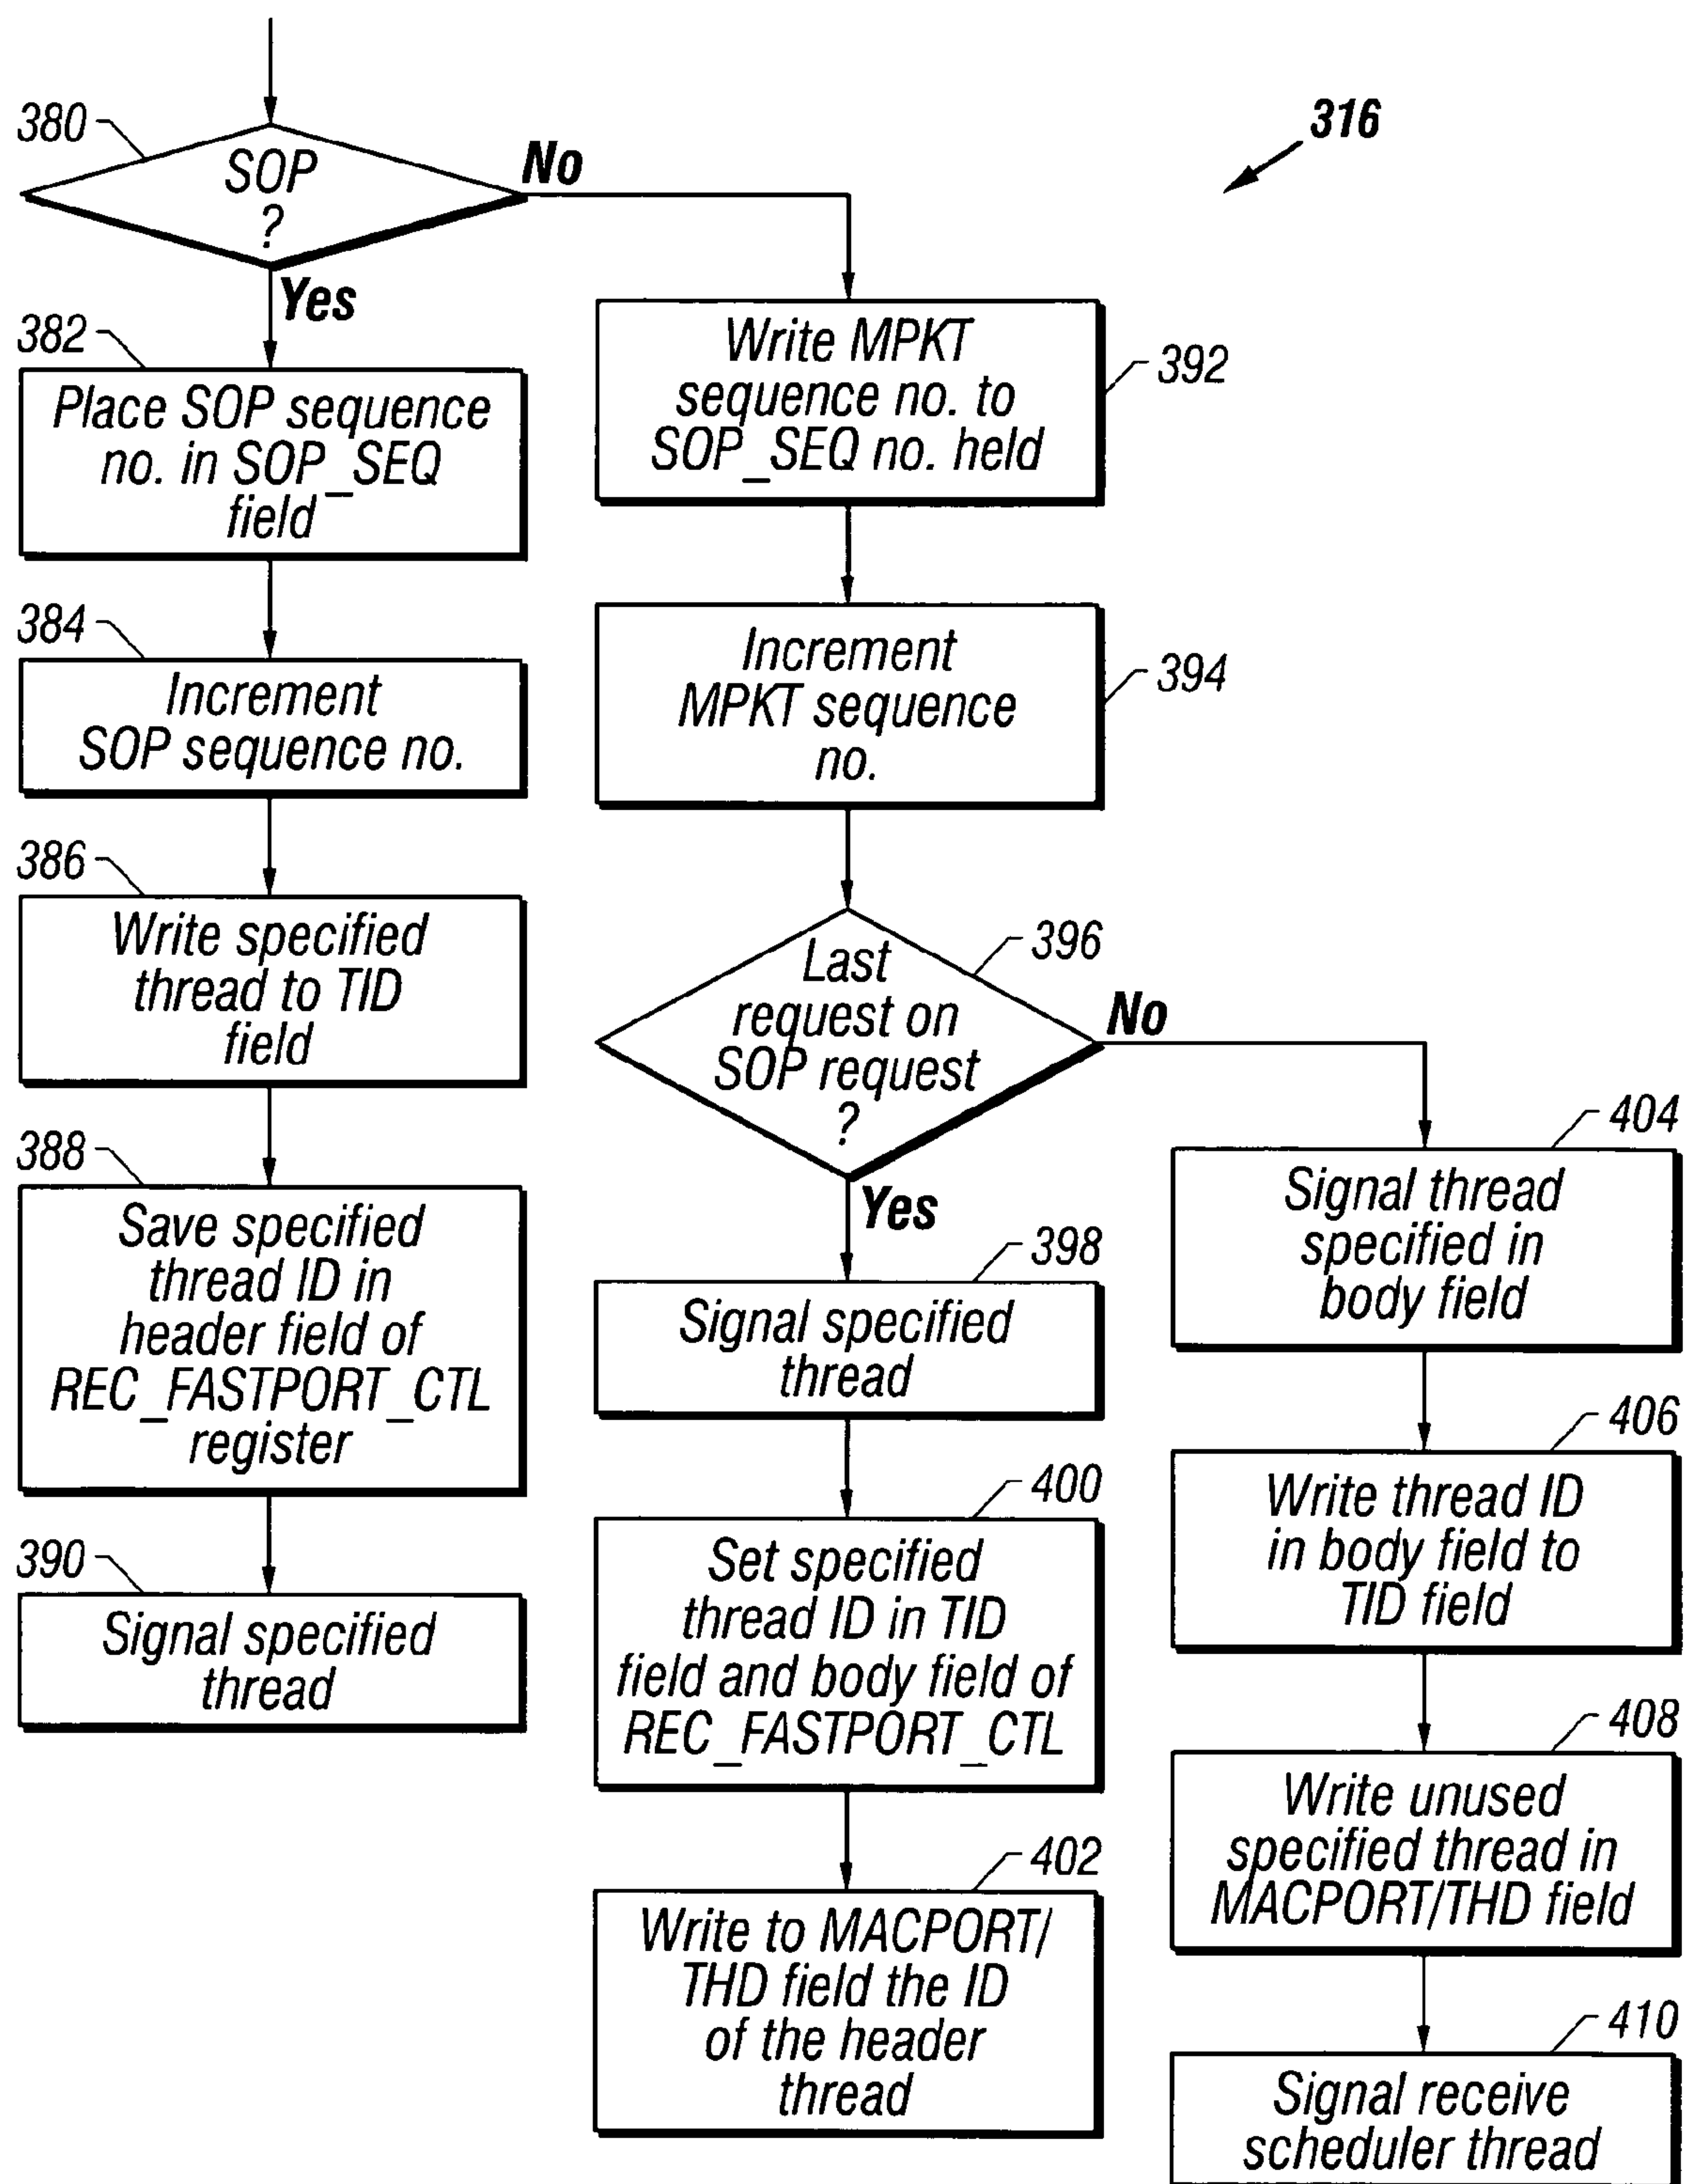 316
380
SOP
?
No
Yes
382
Place SOP sequence
no. in SOP_SEQ
field
384
Increment
SOP sequence no.
386
Write specified
thread to TID
field
388
Save specified
thread ID in
header field of
REC_FASTPORT_CTL
register
390
Signal specified
thread
392
Write MPKT
sequence no. to
SOP_SEQ no. held
394
Increment
MPKT sequence
no.
396
Last
request on
SOP request
?
No
Yes
398
Signal specified
thread
400
Set specified
thread ID in TID
field and body field of
REC_FASTPORT_CTL
402
Write to MACPORT/
THD field the ID
of the header
thread
404
Signal thread
specified in
body field
406
Write thread ID
in body field to
TID field
408
Write unused
specified thread in
MACPORT/THD field
410
Signal receive
scheduler thread